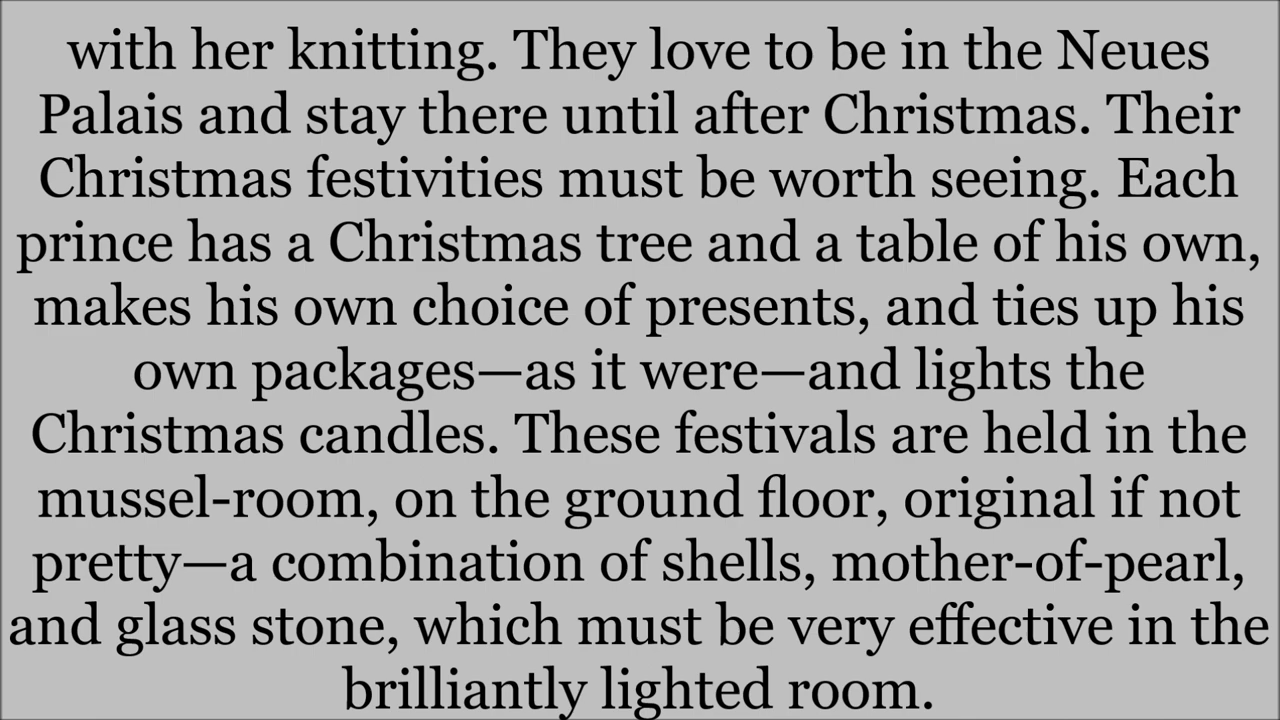 with her knitting. They love to be in the Neues
Palais and stay there until after Christmas. Their
Christmas festivities must be worth seeing. Each
prince has a Christmas tree and a table of his own,
makes his own choice of presents, and ties up his
own packages—as it were—and lights the
Christmas candles. These festivals are held in the
mussel-room, on the ground floor, original if not
pretty—a combination of shells, mother-of-pearl,
and glass stone, which must be very effective in the
brilliantly lighted room.